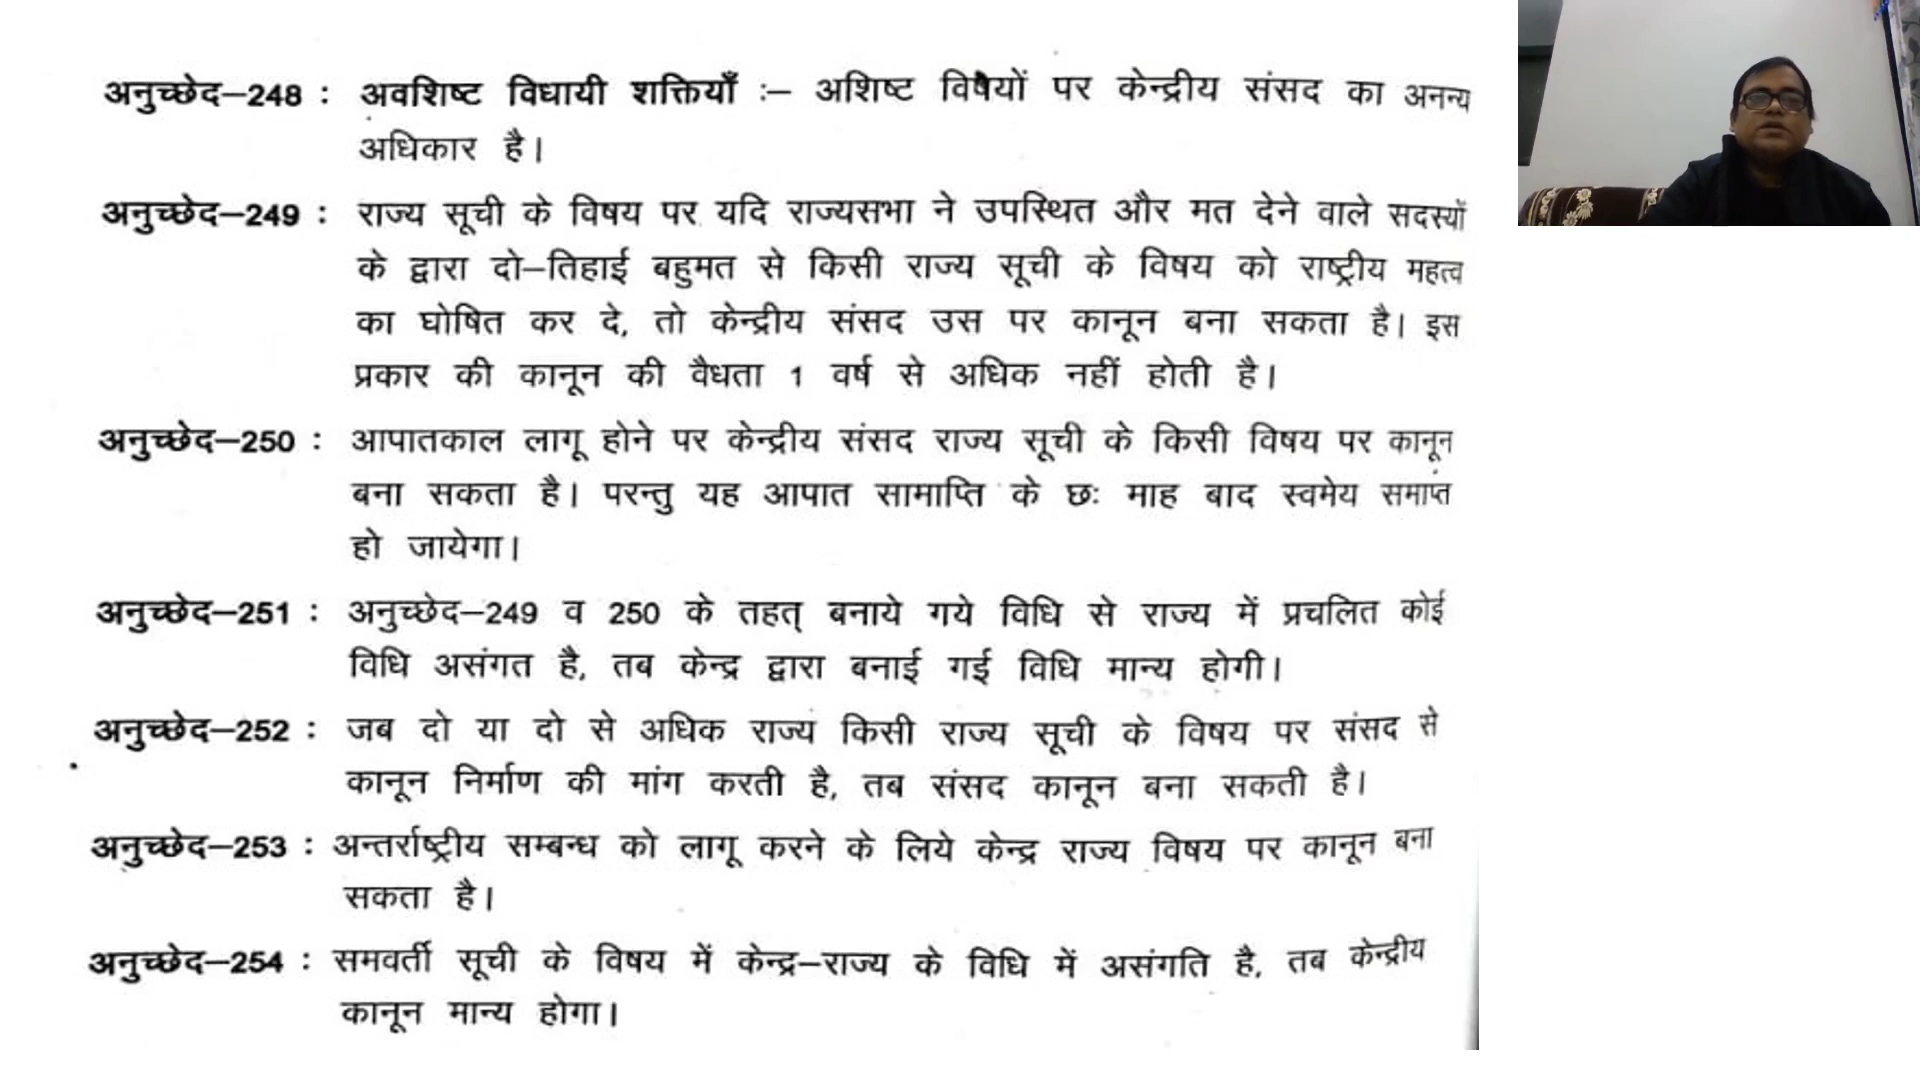 अनुच्छेद–248 : अवशिष्ट विधायी शक्तियाँ :– अशिष्ट विषैयों पर केन्द्रीय संसद का अनन्य
अधिकार है।
अनुच्छेद–249 : राज्य सूची के विषय पर यदि राज्यसभा ने उपस्थित और मत देने वाले सदस्यों
के द्वारा दो–तिहाई बहुमत से किसी राज्य सूची के विषय को राष्ट्रीय महत्व
का घोषित कर दे, तो केन्द्रीय संसद उस पर कानून बना सकता है। इस
प्रकार की कानून की वैधता 1 वर्ष से अधिक नहीं होती है।
अनुच्छेद–250 : आपातकाल लागू होने पर केन्द्रीय संसद राज्य सूची के किसी विषय पर कानून
बना सकता है। परन्तु यह आपात सामाप्ति के छः माह बाद स्वमेय समाप्त
हो जायेगा।
अनुच्छेद–251 : अनुच्छेद–249 व 250 के तहत् बनाये गये विधि से राज्य में प्रचलित कोई
विधि असंगत है, तब केन्द्र द्वारा बनाई गई विधि मान्य होगी।
अनुच्छेद–252 : जब दो या दो से अधिक राज्य किसी राज्य सूची के विषय पर संसद से
कानून निर्माण की मांग करती है, तब संसद कानून बना सकती है।
अनुच्छेद–253 : अन्तर्राष्ट्रीय सम्बन्ध को लागू करने के लिये केन्द्र राज्य विषय पर कानून बना
सकता है।
अनुच्छेद–254 : समवर्ती सूची के विषय में केन्द्र–राज्य के विधि में असंगति है, तब केन्द्रीय
कानून मान्य होगा।